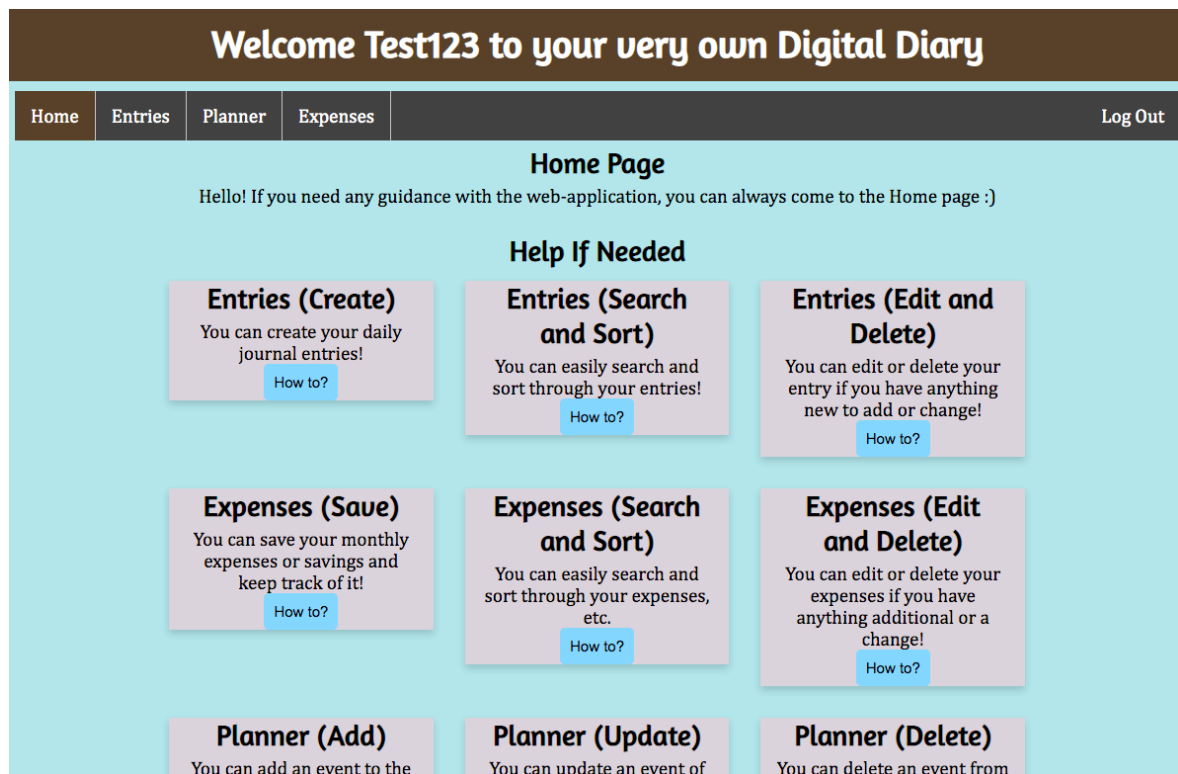 Welcome Test123 to your very own Digital Diary
Home Entries Planner Expenses Log Out
Home Page
Hello! If you need any guidance with the web-application, you can always come to the Home page :)
Help If Needed
Entries (Create)
You can create your daily
journal entries!
How to?
Entries (Search
and Sort)
You can easily search and
sort through your entries!
How to?
Entries (Edit and
Delete)
You can edit or delete your
entry if you have anything
new to add or change!
How to?
Expenses (Save)
You can save your monthly
expenses or savings and
keep track of it!
How to?
Expenses (Search
and Sort)
You can easily search and
sort through your expenses,
etc.
How to?
Expenses (Edit
and Delete)
You can edit or delete your
expenses if you have
anything additional or a
change!
How to?
Planner (Add)
You can add an event to the
Planner (Update)
You can update an event of
Planner (Delete)
You can delete an event from